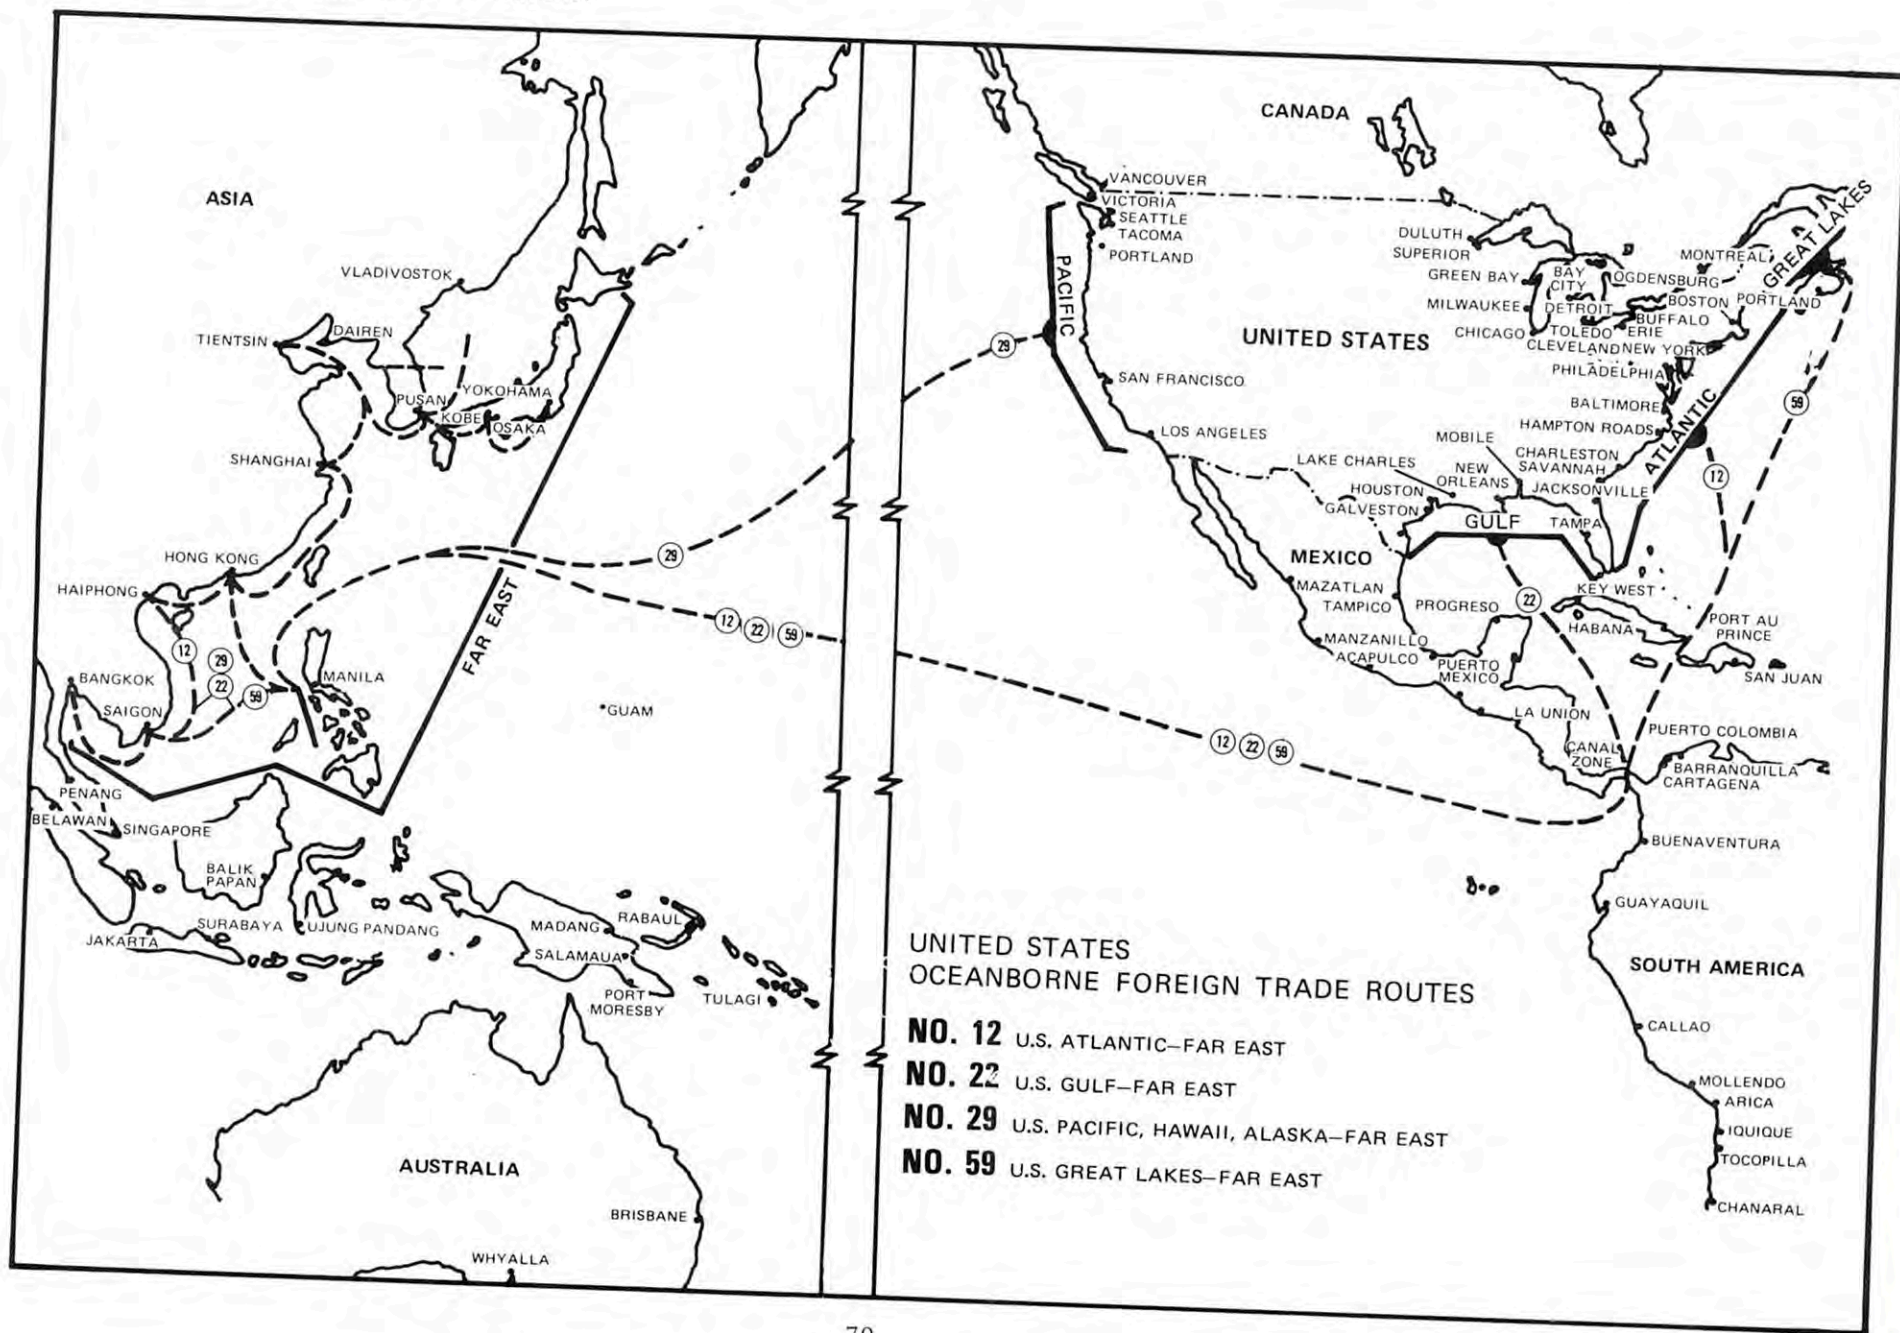 ASIA
VLADIVOSTOK
TIENTSIN
DAIREN
PUSAN
YOKOHAMA
KOBE
OSAKA
SHANGHAI
HONG KONG
HAIPHONG
12
29
22
59
BANGKOK
SAIGON
MANILA
FAR EAST
29
12 22 59
GUAM
PENANG
BELAWAN
SINGAPORE
BALIK
PAPAN
SURABAYA
UJUNG PANDANG
JAKARTA
MADANG
RABAUL
SALAMAUA
PORT
MORESBY
TULAGI
AUSTRALIA
BRISBANE
WHYALLA
CANADA
VANCOUVER
VICTORIA
SEATTLE
TACOMA
PORTLAND
PACIFIC
29
SAN FRANCISCO
LOS ANGELES
UNITED STATES
DULUTH
SUPERIOR
GREEN BAY
MILWAUKEE
CHICAGO
BAY
CITY
DETROIT
TOLEDO
CLEVELAND
ERIE
BUFFALO
OGDENSBURG
MONTREAL
GREAT LAKES
BOSTON
PORTLAND
NEW YORK
PHILADELPHIA
BALTIMORE
HAMPTON ROADS
ATLANTIC
59
12
CHARLESTON
SAVANNAH
JACKSONVILLE
MOBILE
NEW
ORLEANS
LAKE CHARLES
HOUSTON
GALVESTON
GULF
TAMPA
KEY WEST
MEXICO
MAZATLAN
TAMPICO
PROGRESO
22
HABANA
PORT AU
PRINCE
SAN JUAN
MANZANILLO
ACAPULCO
PUERTO
MEXICO
LA UNION
CANAL
ZONE
PUERTO COLOMBIA
BARRANQUILLA
CARTAGENA
12 22 59
BUENAVENTURA
GUAYAQUIL
SOUTH AMERICA
CALLAO
MOLLENDO
ARICA
IQUIQUE
TOCOPILLA
CHANARAL
UNITED STATES
OCEANBORNE FOREIGN TRADE ROUTES
NO. 12 U.S. ATLANTIC–FAR EAST
NO. 22 U.S. GULF–FAR EAST
NO. 29 U.S. PACIFIC, HAWAII, ALASKA–FAR EAST
NO. 59 U.S. GREAT LAKES–FAR EAST